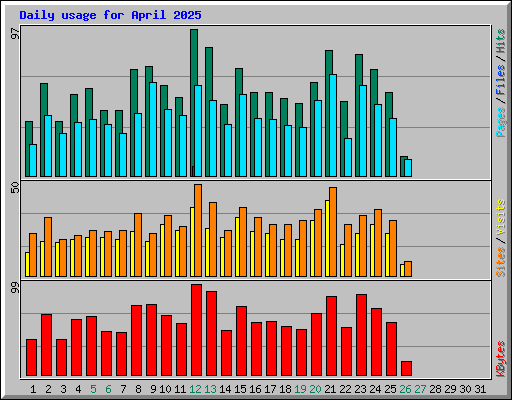 Daily usage for April 2025
97
Pages / Files / Hits
50
Sites / Visits
99
KBytes
1 2 3 4 5 6 7 8 9 10 11 12 13 14 15 16 17 18 19 20 21 22 23 24 25 26 27 28 29 30 31